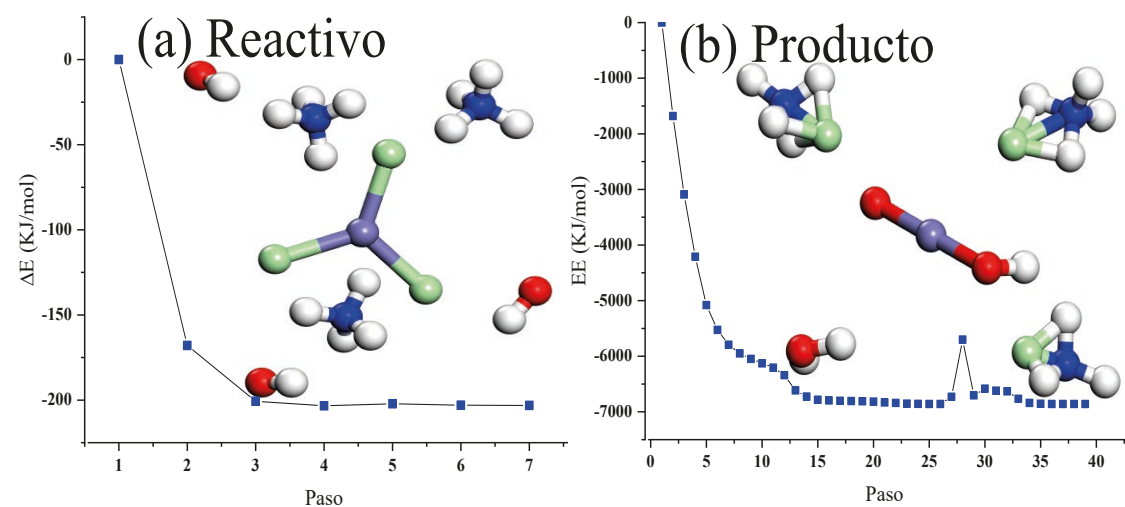 (a) Reactivo
0
-50
-100
-150
-200
ΔE (KJ/mol)
1 2 3 4 5 6 7
Paso
(b) Producto
0
-1000
-2000
-3000
-4000
-5000
-6000
-7000
EE (KJ/mol)
0 5 10 15 20 25 30 35 40
Paso